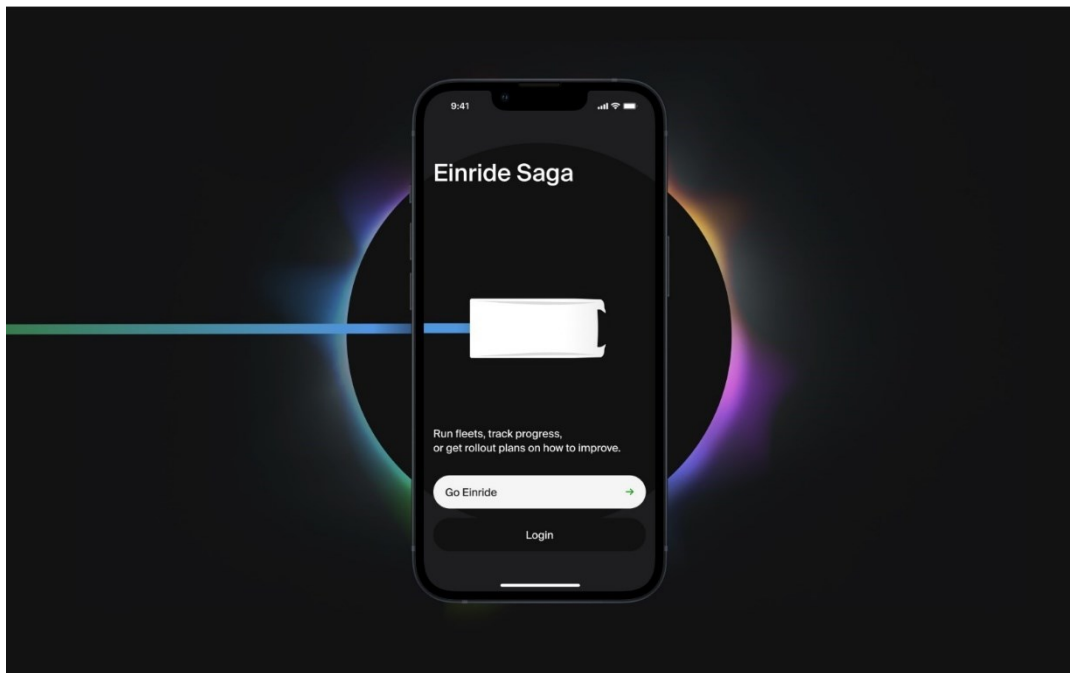 9:41
Einride Saga
Run fleets, track progress,
or get rollout plans on how to improve.
Go Einride →
Login